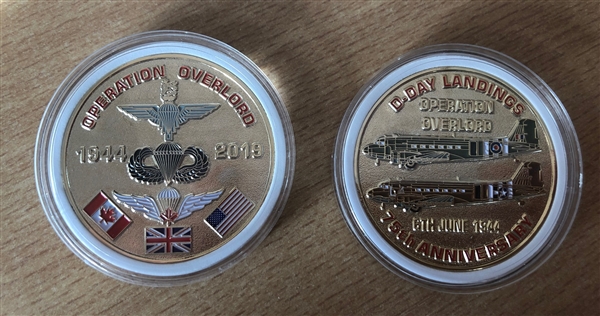 OPERATION OVERLORD
1944 2019
D.DAY LANDINGS
OPERATION
OVERLORD
6TH JUNE 1944
75th ANNIVERSARY